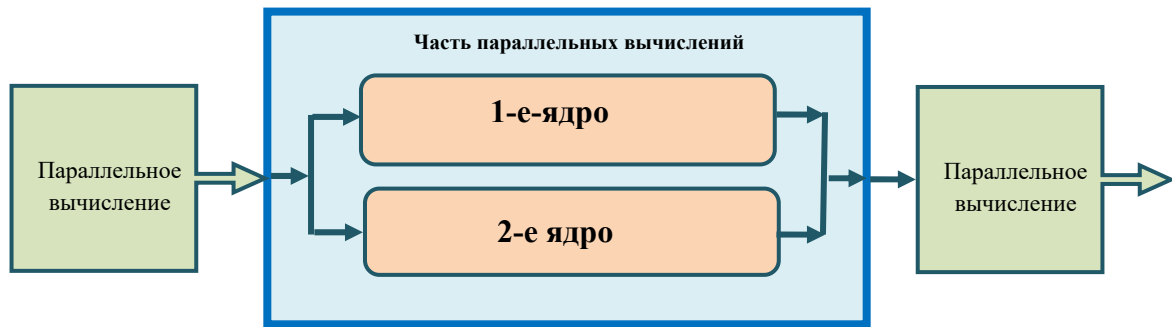 Часть параллельных вычислений
1-е-ядро
Параллельное
вычисление
2-е ядро
Параллельное
вычисление